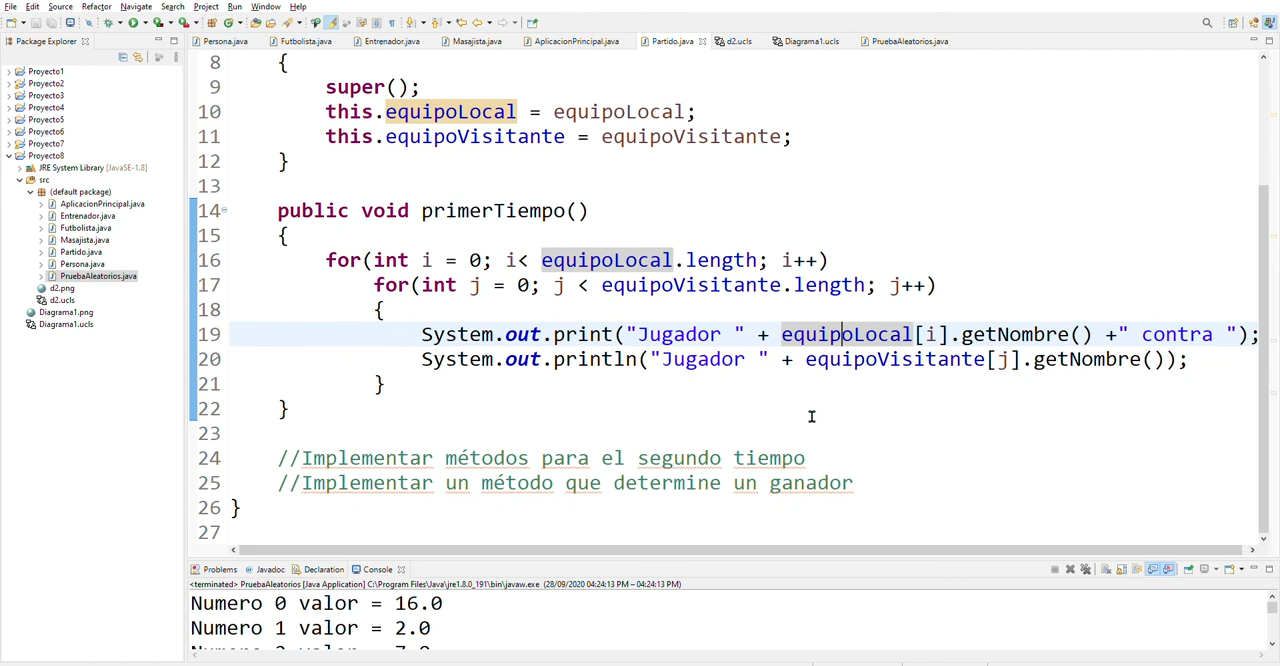 File Edit Source Refactor Navigate Search Project Run Window Help
Package Explorer
Persona.java Futbolista.java Entrenador.java Masajista.java AplicacionPrincipal.java Partido.java d2.ucls Diagrama1.ucls PruebaAleatorios.java
Proyecto1
Proyecto2
Proyecto3
Proyecto4
Proyecto5
Proyecto6
Proyecto7
Proyecto8
JRE System Library [JavaSE-1.8]
src
(default package)
AplicacionPrincipal.java
Entrenador.java
Futbolista.java
Masajista.java
Partido.java
Persona.java
PruebaAleatorios.java
d2.png
d2.ucls
Diagrama1.png
Diagrama1.ucls
8 {
9 super();
10 this.equipoLocal = equipoLocal;
11 this.equipoVisitante = equipoVisitante;
12 }
13
14 public void primerTiempo()
15 {
16 for(int i = 0; i< equipoLocal.length; i++)
17 for(int j = 0; j < equipoVisitante.length; j++)
18 {
19 System.out.print("Jugador " + equipoLocal[i].getNombre() +" contra ");
20 System.out.println("Jugador " + equipoVisitante[j].getNombre());
21 }
22 }
23
24 //Implementar métodos para el segundo tiempo
25 //Implementar un método que determine un ganador
26 }
27
Problems Javadoc Declaration Console
<terminated> PruebaAleatorios [Java Application] C:\Program Files\Java\jre1.8.0_191\bin\javaw.exe (28/09/2020 04:24:13 PM – 04:24:13 PM)
Numero 0 valor = 16.0
Numero 1 valor = 2.0